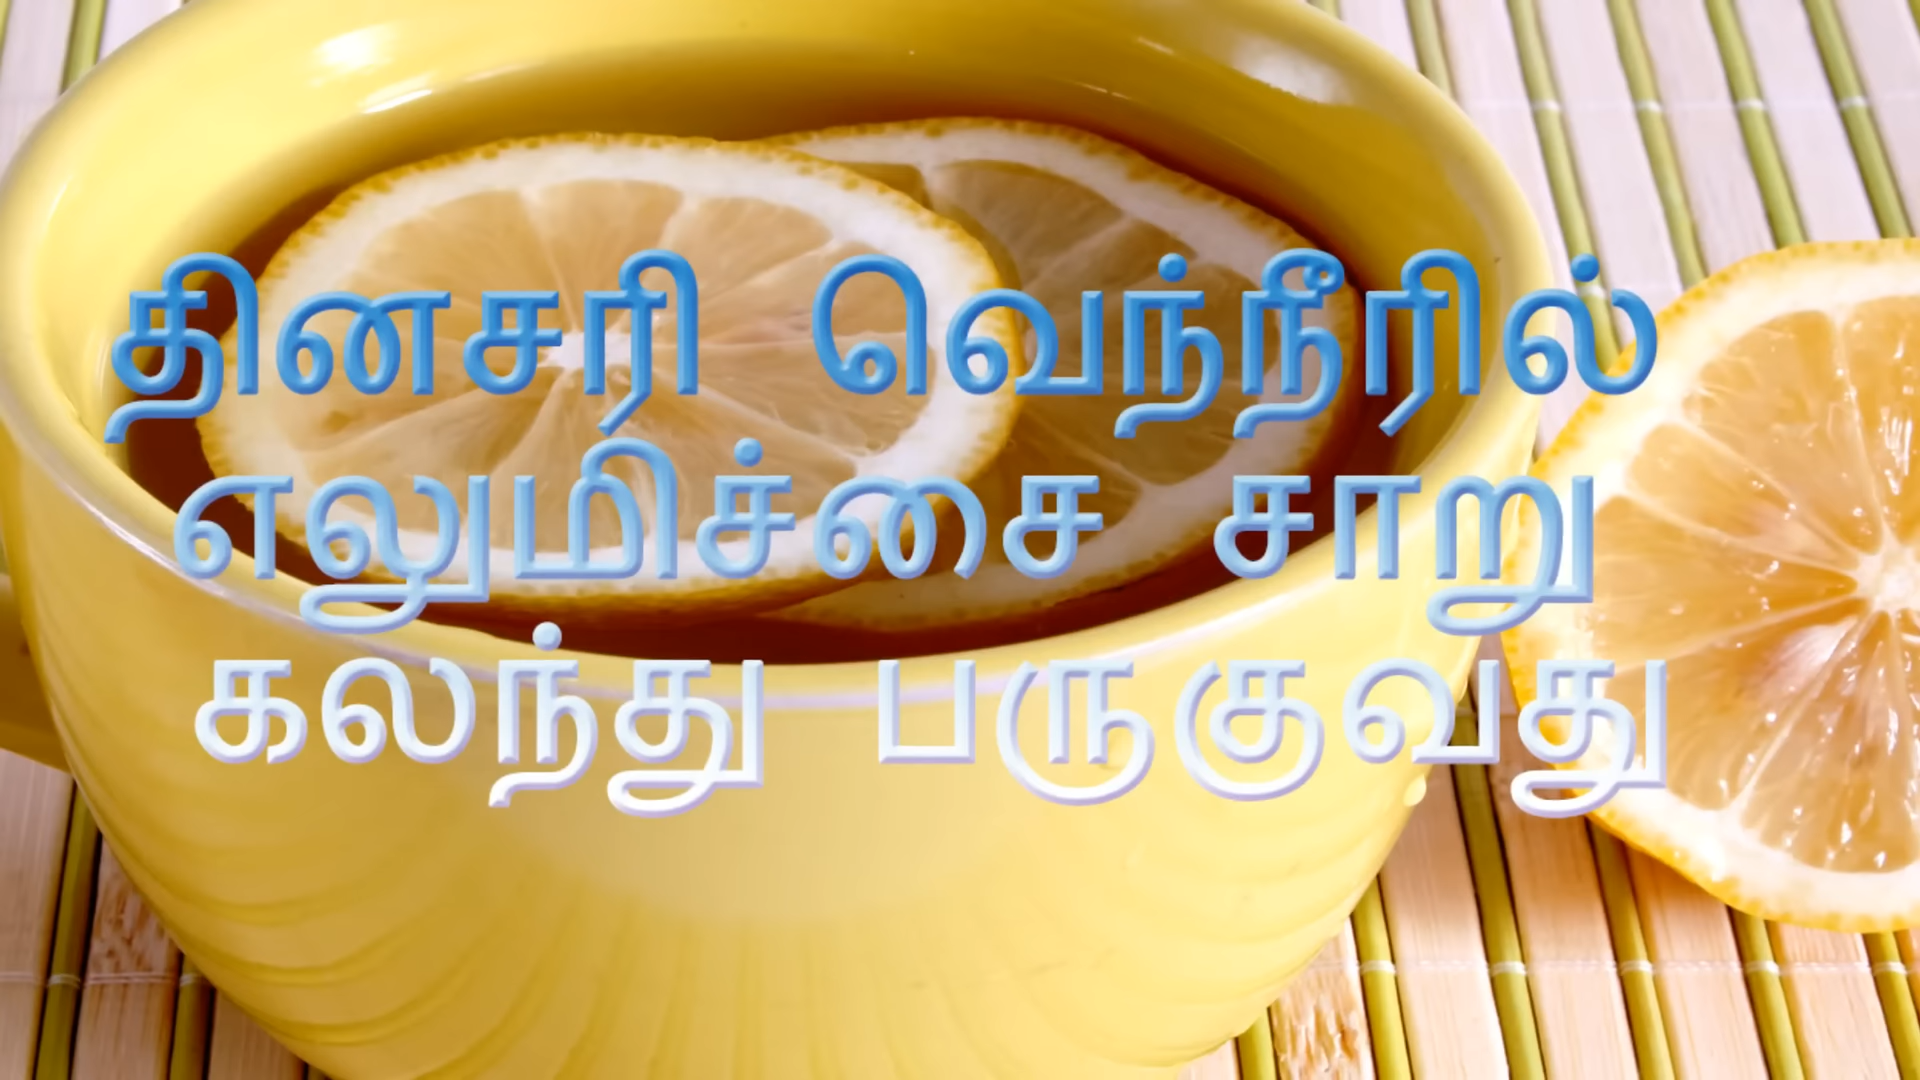 தினசரி வெந்நீரில்
எலுமிச்சை சாறு
கலந்து பருகுவது